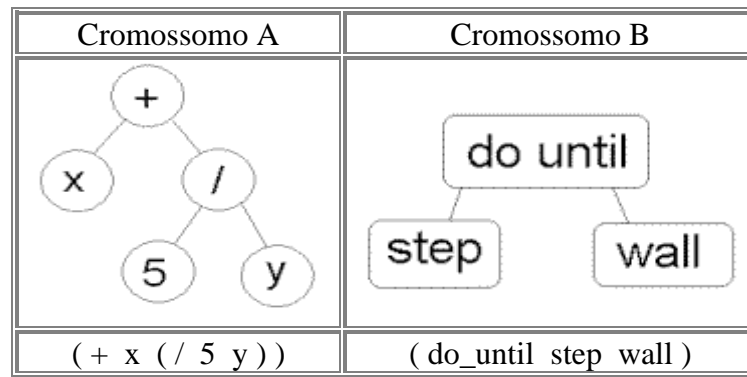 Cromossomo A
Cromossomo B
+
x
/
5
y
do until
step
wall
( + x ( / 5 y ) )
( do_until step wall )